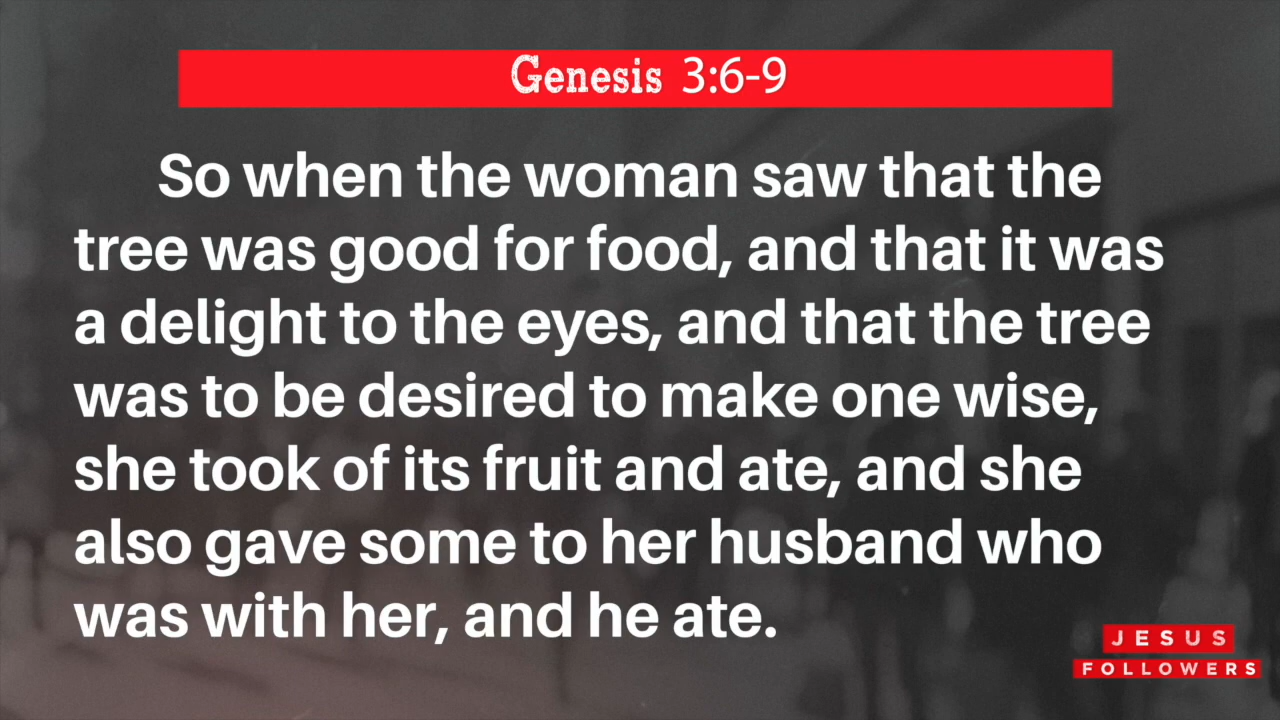 Genesis 3:6-9
So when the woman saw that the
tree was good for food, and that it was
a delight to the eyes, and that the tree
was to be desired to make one wise,
she took of its fruit and ate, and she
also gave some to her husband who
was with her, and he ate.
JESUS
FOLLOWERS